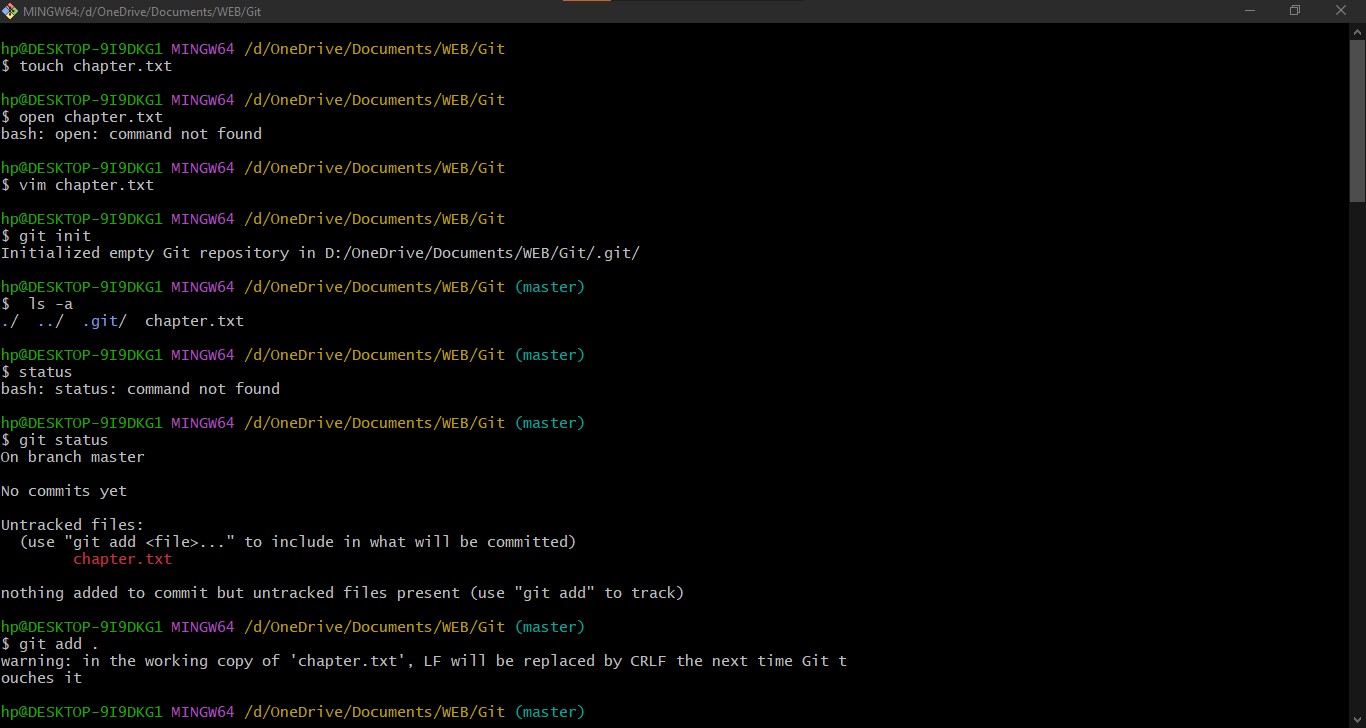 MINGW64:/d/OneDrive/Documents/WEB/Git
hp@DESKTOP-9I9DKG1 MINGW64 /d/OneDrive/Documents/WEB/Git
$ touch chapter.txt
hp@DESKTOP-9I9DKG1 MINGW64 /d/OneDrive/Documents/WEB/Git
$ open chapter.txt
bash: open: command not found
hp@DESKTOP-9I9DKG1 MINGW64 /d/OneDrive/Documents/WEB/Git
$ vim chapter.txt
hp@DESKTOP-9I9DKG1 MINGW64 /d/OneDrive/Documents/WEB/Git
$ git init
Initialized empty Git repository in D:/OneDrive/Documents/WEB/Git/.git/
hp@DESKTOP-9I9DKG1 MINGW64 /d/OneDrive/Documents/WEB/Git (master)
$  ls -a
./  ../  .git/  chapter.txt
hp@DESKTOP-9I9DKG1 MINGW64 /d/OneDrive/Documents/WEB/Git (master)
$ status
bash: status: command not found
hp@DESKTOP-9I9DKG1 MINGW64 /d/OneDrive/Documents/WEB/Git (master)
$ git status
On branch master
No commits yet
Untracked files:
  (use "git add <file>..." to include in what will be committed)
        chapter.txt
nothing added to commit but untracked files present (use "git add" to track)
hp@DESKTOP-9I9DKG1 MINGW64 /d/OneDrive/Documents/WEB/Git (master)
$ git add .
warning: in the working copy of 'chapter.txt', LF will be replaced by CRLF the next time Git t
ouches it
hp@DESKTOP-9I9DKG1 MINGW64 /d/OneDrive/Documents/WEB/Git (master)